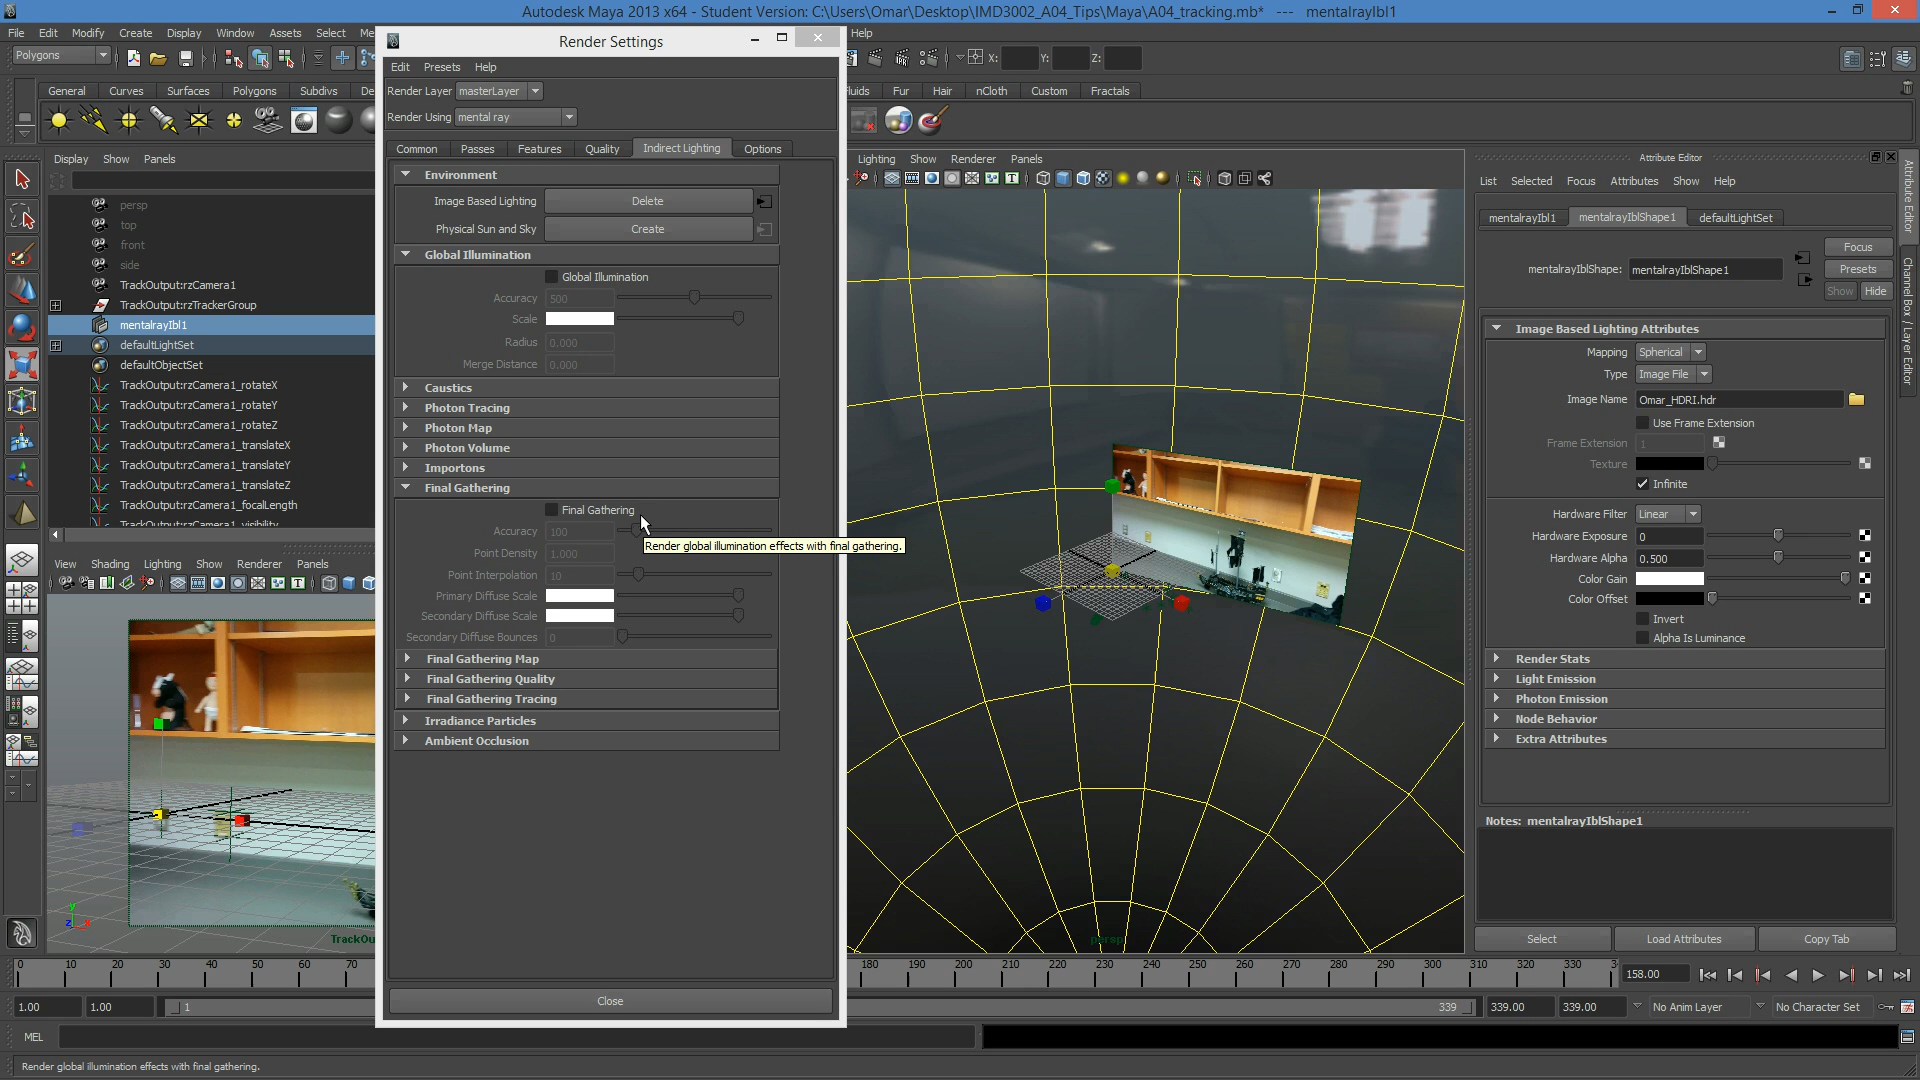 Autodesk Maya 2013 x64 - Student Version: C:\Users\Omar\Desktop\IMD3002_A04_Tips\Maya\A04_tracking.mb* --- mentalrayIbl1
File Edit Modify Create Display Window Assets Select Me
Help
Polygons
X: Y: Z:
General Curves Surfaces Polygons Subdivs De
luids Fur Hair nCloth Custom Fractals
Display Show Panels
persp
top
front
side
TrackOutput:rzCamera1
TrackOutput:rzTrackerGroup
mentalrayIbl1
defaultLightSet
defaultObjectSet
TrackOutput:rzCamera1_rotateX
TrackOutput:rzCamera1_rotateY
TrackOutput:rzCamera1_rotateZ
TrackOutput:rzCamera1_translateX
TrackOutput:rzCamera1_translateY
TrackOutput:rzCamera1_translateZ
TrackOutput:rzCamera1_focalLength
TrackOutput:rzCamera1_visibility
View Shading Lighting Show Renderer Panels
TrackOu
Render Settings
Edit Presets Help
Render Layer masterLayer
Render Using mental ray
Common Passes Features Quality Indirect Lighting Options
Environment
Image Based Lighting Delete
Physical Sun and Sky Create
Global Illumination
Global Illumination
Accuracy 500
Scale
Radius 0.000
Merge Distance 0.000
Caustics
Photon Tracing
Photon Map
Photon Volume
Importons
Final Gathering
Final Gathering
Accuracy 100
Render global illumination effects with final gathering.
Point Density 1.000
Point Interpolation 10
Primary Diffuse Scale
Secondary Diffuse Scale
Secondary Diffuse Bounces 0
Final Gathering Map
Final Gathering Quality
Final Gathering Tracing
Irradiance Particles
Ambient Occlusion
Close
Lighting Show Renderer Panels
persp
Attribute Editor
List Selected Focus Attributes Show Help
mentalrayIbl1 mentalrayIblShape1 defaultLightSet
Focus
mentalrayIblShape: mentalrayIblShape1 Presets
Show Hide
Image Based Lighting Attributes
Mapping Spherical
Type Image File
Image Name Omar_HDRI.hdr
Use Frame Extension
Frame Extension 1
Texture
Infinite
Hardware Filter Linear
Hardware Exposure 0
Hardware Alpha 0.500
Color Gain
Color Offset
Invert
Alpha Is Luminance
Render Stats
Light Emission
Photon Emission
Node Behavior
Extra Attributes
Notes: mentalrayIblShape1
Select Load Attributes Copy Tab
Attribute Editor
Channel Box / Layer Editor
0 10 20 30 40 50 60 70 180 190 200 210 220 230 240 250 260 270 280 290 300 310 320 330 3 158.00
1.00 1.00 1 339 339.00 339.00 No Anim Layer No Character Set
MEL
Render global illumination effects with final gathering.